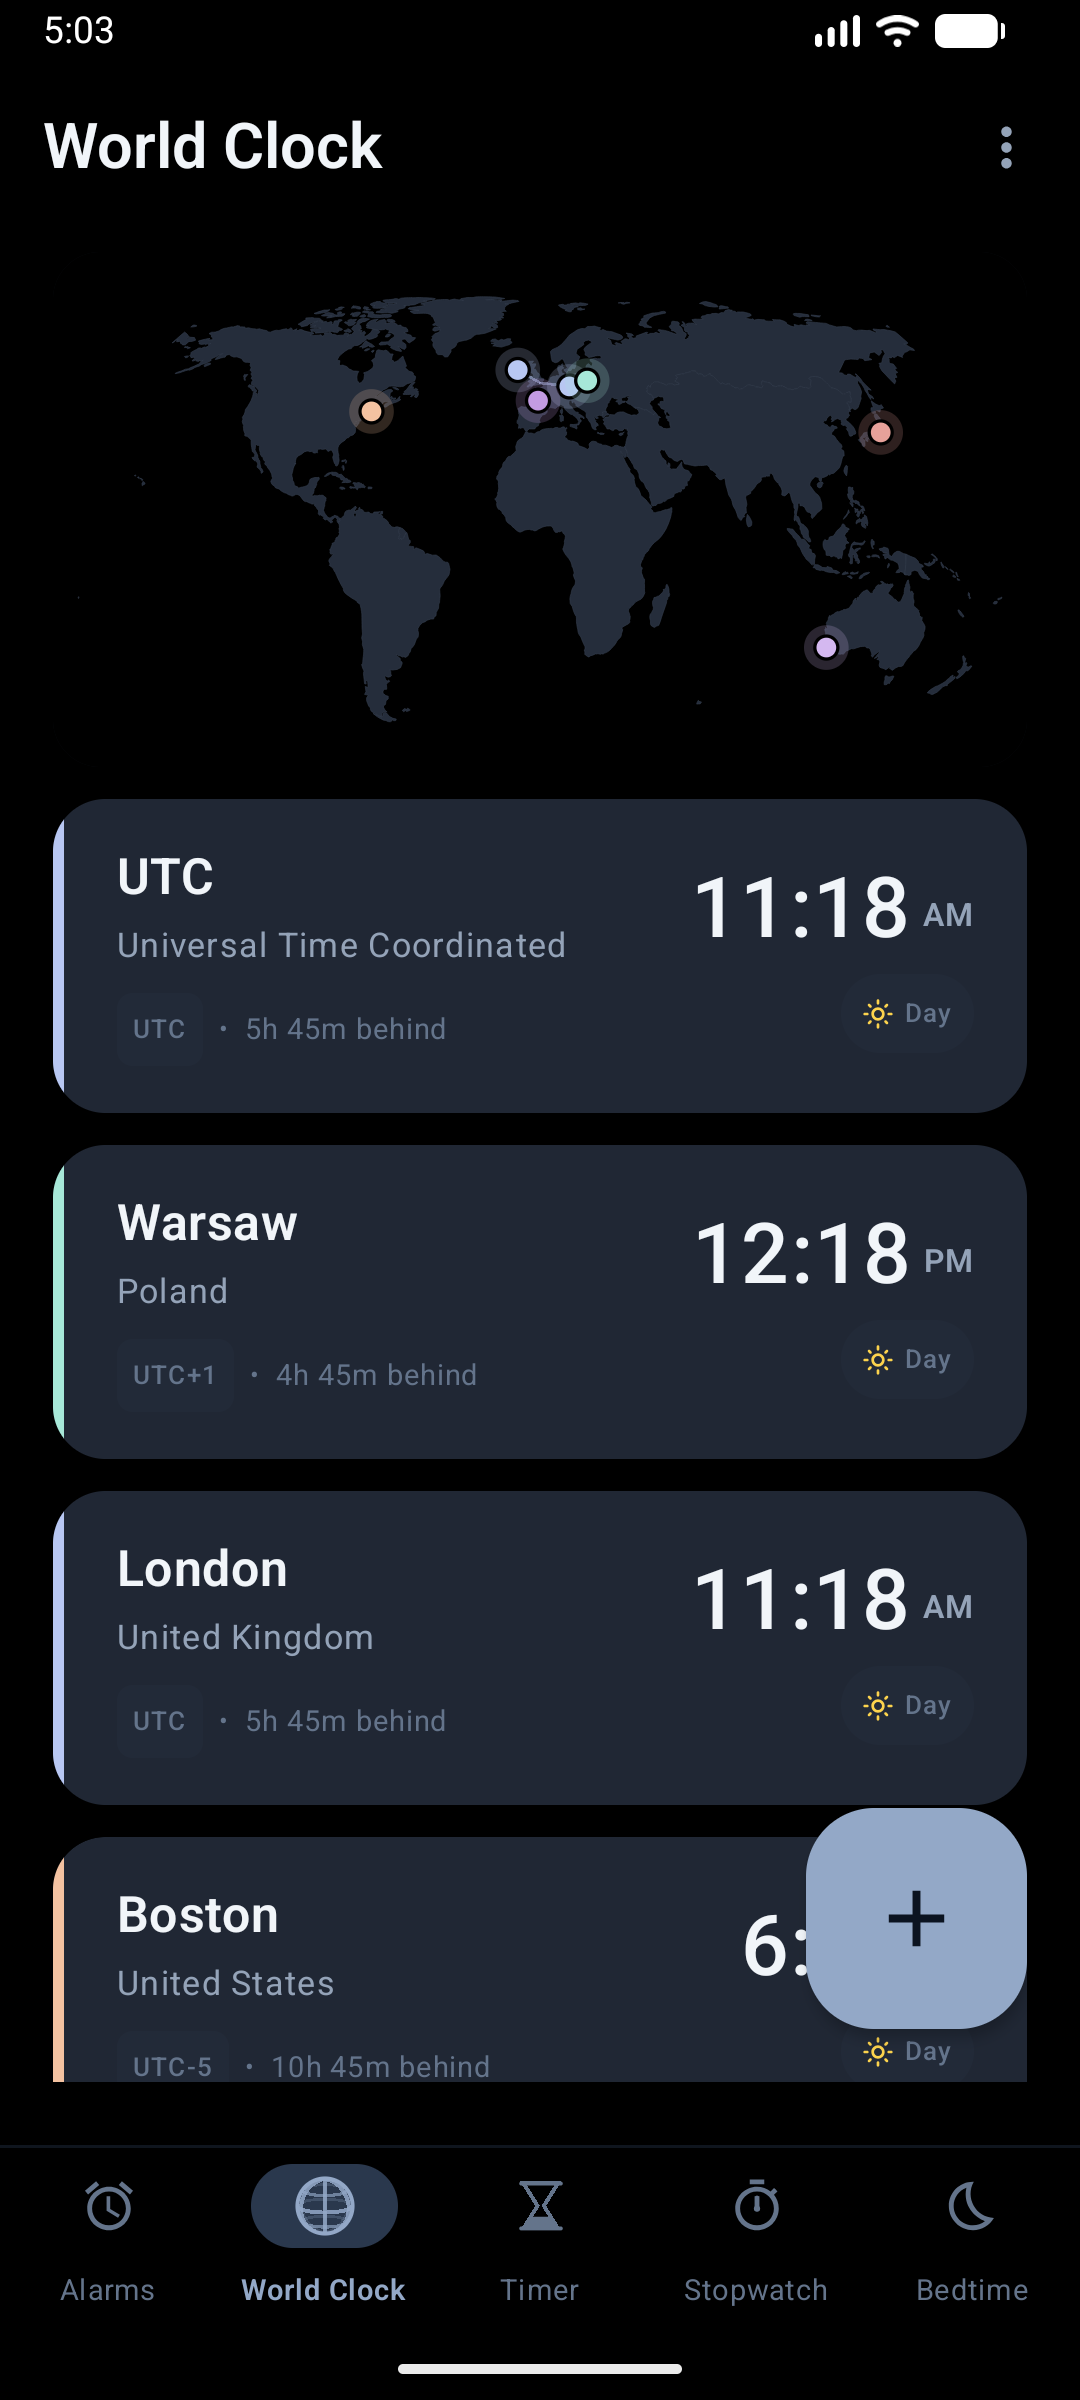 5:03
World Clock
UTC
11:18 AM
Universal Time Coordinated
UTC • 5h 45m behind
Day
Warsaw
12:18 PM
Poland
UTC+1 • 4h 45m behind
Day
London
11:18 AM
United Kingdom
UTC • 5h 45m behind
Day
Boston
6:
United States
UTC-5 • 10h 45m behind
Day
Alarms
World Clock
Timer
Stopwatch
Bedtime